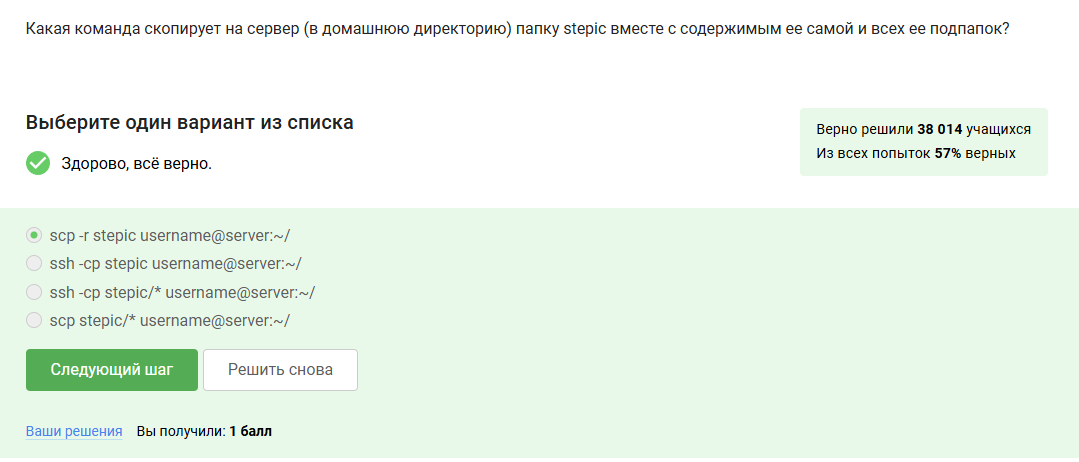 Какая команда скопирует на сервер (в домашнюю директорию) папку stepic вместе с содержимым ее самой и всех ее подпапок?
Выберите один вариант из списка
Здорово, всё верно.
Верно решили 38 014 учащихся
Из всех попыток 57% верных
scp -r stepic username@server:~/
ssh -cp stepic username@server:~/
ssh -cp stepic/* username@server:~/
scp stepic/* username@server:~/
Следующий шаг
Решить снова
Ваши решения Вы получили: 1 балл